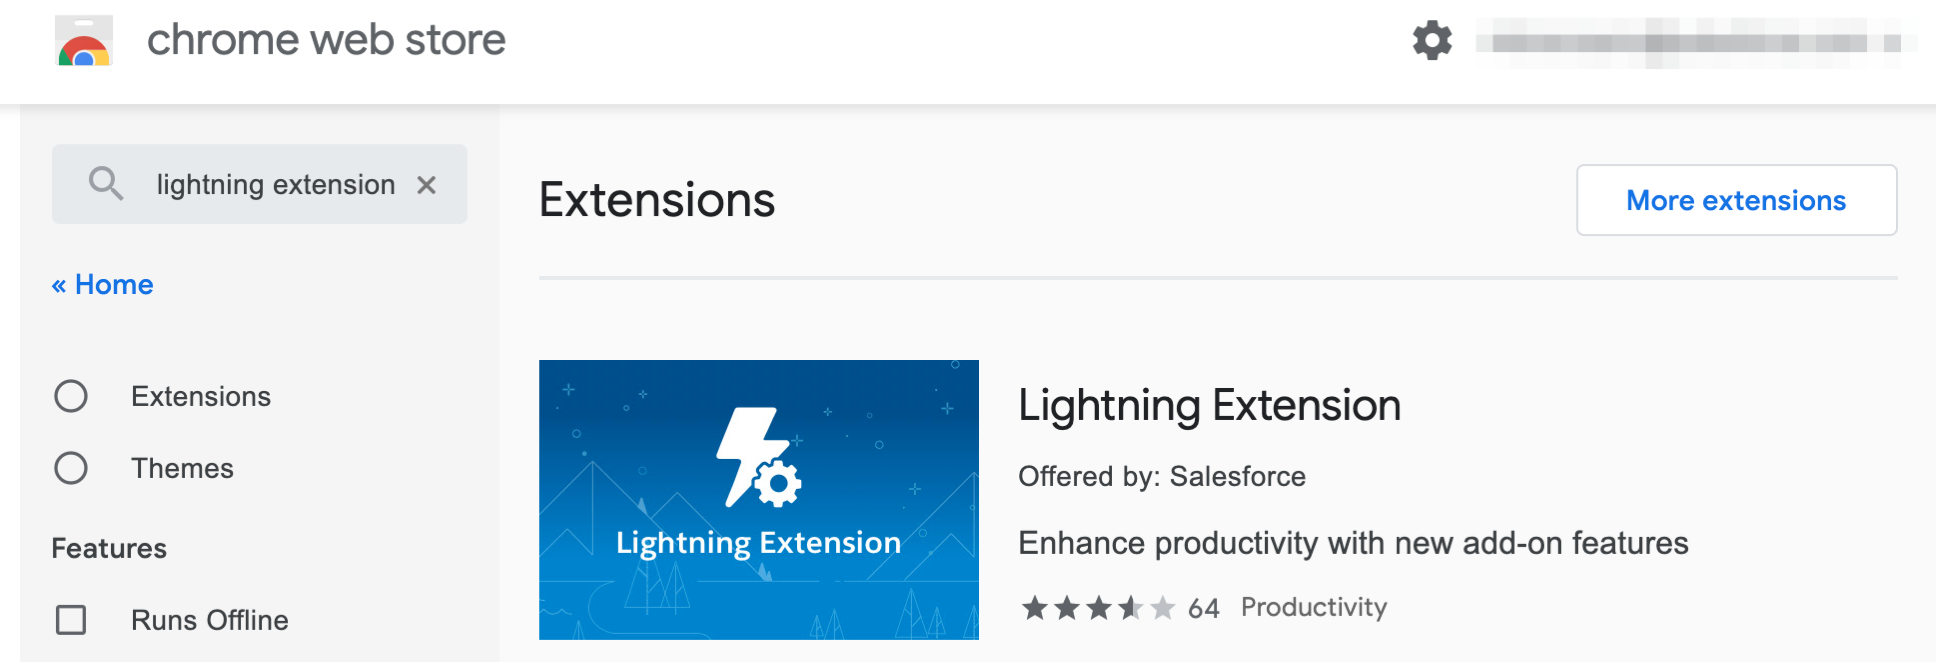 chrome web store
lightning extension
« Home
Extensions
Themes
Features
Runs Offline
Extensions
More extensions
Lightning Extension
Lightning Extension
Offered by: Salesforce
Enhance productivity with new add-on features
64 Productivity